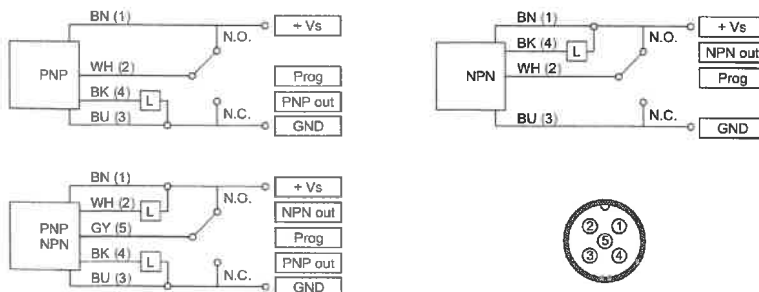 BN (1)
+ Vs
N.O.
PNP
WH (2)
Prog
BK (4)
L
PNP out
N.C.
BU (3)
GND
BN (1)
+ Vs
N.O.
BK (4)
L
NPN out
NPN
WH (2)
Prog
N.C.
BU (3)
GND
BN (1)
+ Vs
N.O.
WH (2)
L
NPN out
PNP
NPN
GY (5)
Prog
BK (4)
L
PNP out
N.C.
BU (3)
GND
2 1
5
3 4